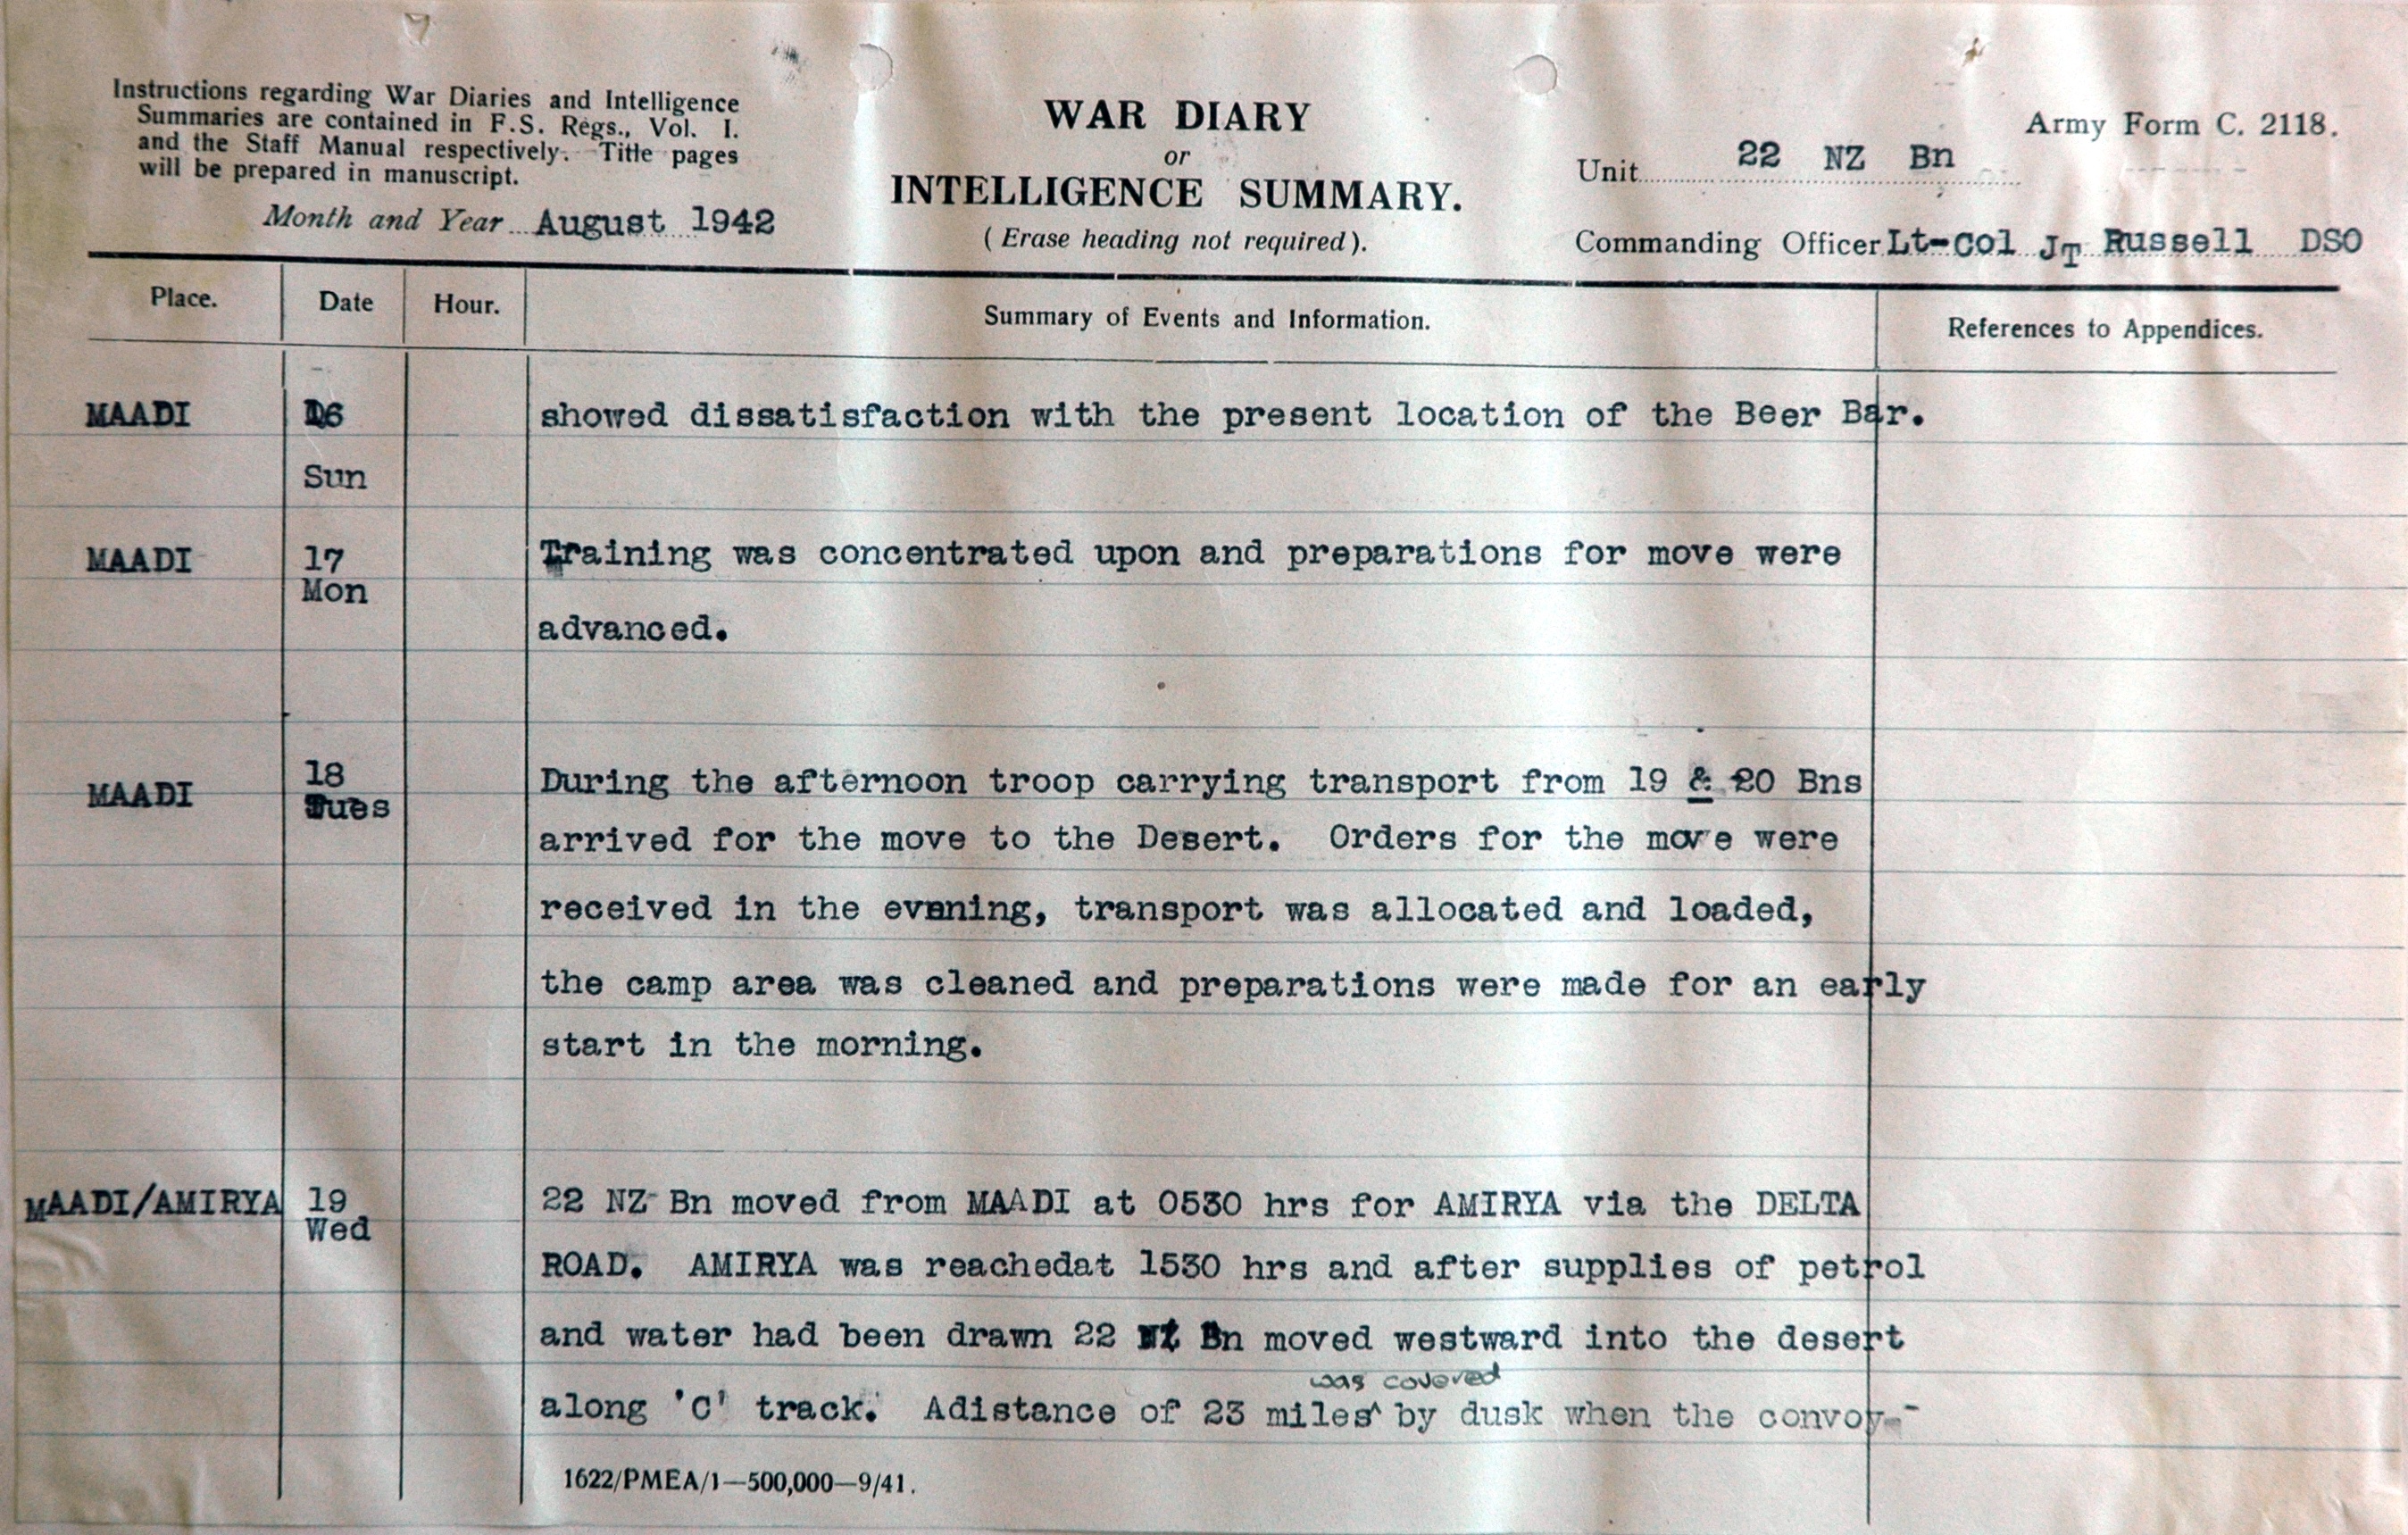 Instructions regarding War Diaries and Intelligence
Summaries are contained in F.S. Regs., Vol. I.
and the Staff Manual respectively. Title pages
will be prepared in manuscript.
Month and Year August 1942
WAR DIARY
or
INTELLIGENCE SUMMARY.
(Erase heading not required).
Army Form C. 2118.
Unit 22 NZ Bn
Commanding Officer Lt-Col JT Russell DSO
Place. Date Hour. Summary of Events and Information. References to Appendices.
MAADI 16 showed dissatisfaction with the present location of the Beer Bar.
Sun
MAADI 17 Training was concentrated upon and preparations for move were
Mon
advanced.
MAADI 18 During the afternoon troop carrying transport from 19 & 20 Bns
Tues
arrived for the move to the Desert. Orders for the move were
received in the evening, transport was allocated and loaded,
the camp area was cleaned and preparations were made for an early
start in the morning.
MAADI/AMIRYA 19 22 NZ Bn moved from MAADI at 0530 hrs for AMIRYA via the DELTA
Wed
ROAD. AMIRYA was reachedat 1530 hrs and after supplies of petrol
and water had been drawn 22 NZ Bn moved westward into the desert
was covered
along 'C' track. Adistance of 23 miles^ by dusk when the convoy-
1622/PMEA/1—500,000—9/41.